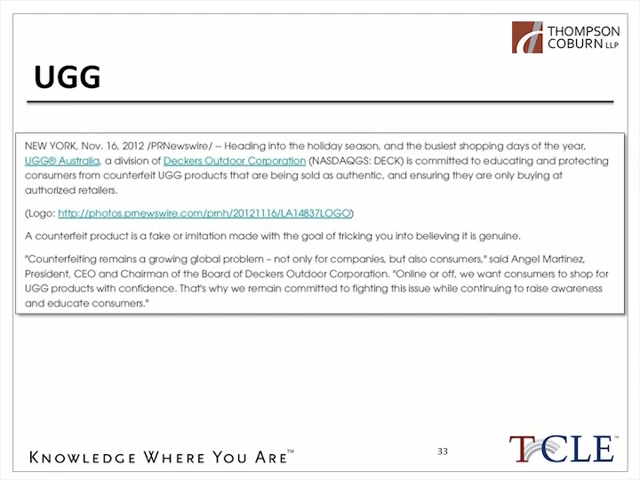 THOMPSON
COBURN LLP
UGG
NEW YORK, Nov. 16, 2012 /PRNewswire/ -- Heading into the holiday season, and the busiest shopping days of the year,
UGG® Australia, a division of Deckers Outdoor Corporation (NASDAQGS: DECK) is committed to educating and protecting
consumers from counterfeit UGG products that are being sold as authentic, and ensuring they are only buying at
authorized retailers.
(Logo: http://photos.prnewswire.com/prnh/20121116/LA14837LOGO)
A counterfeit product is a fake or imitation made with the goal of tricking you into believing it is genuine.
"Counterfeiting remains a growing global problem – not only for companies, but also consumers," said Angel Martinez,
President, CEO and Chairman of the Board of Deckers Outdoor Corporation. "Online or off, we want consumers to shop for
UGG products with confidence. That's why we remain committed to fighting this issue while continuing to raise awareness
and educate consumers."
KNOWLEDGE WHERE YOU ARE™
33
TCCLE™